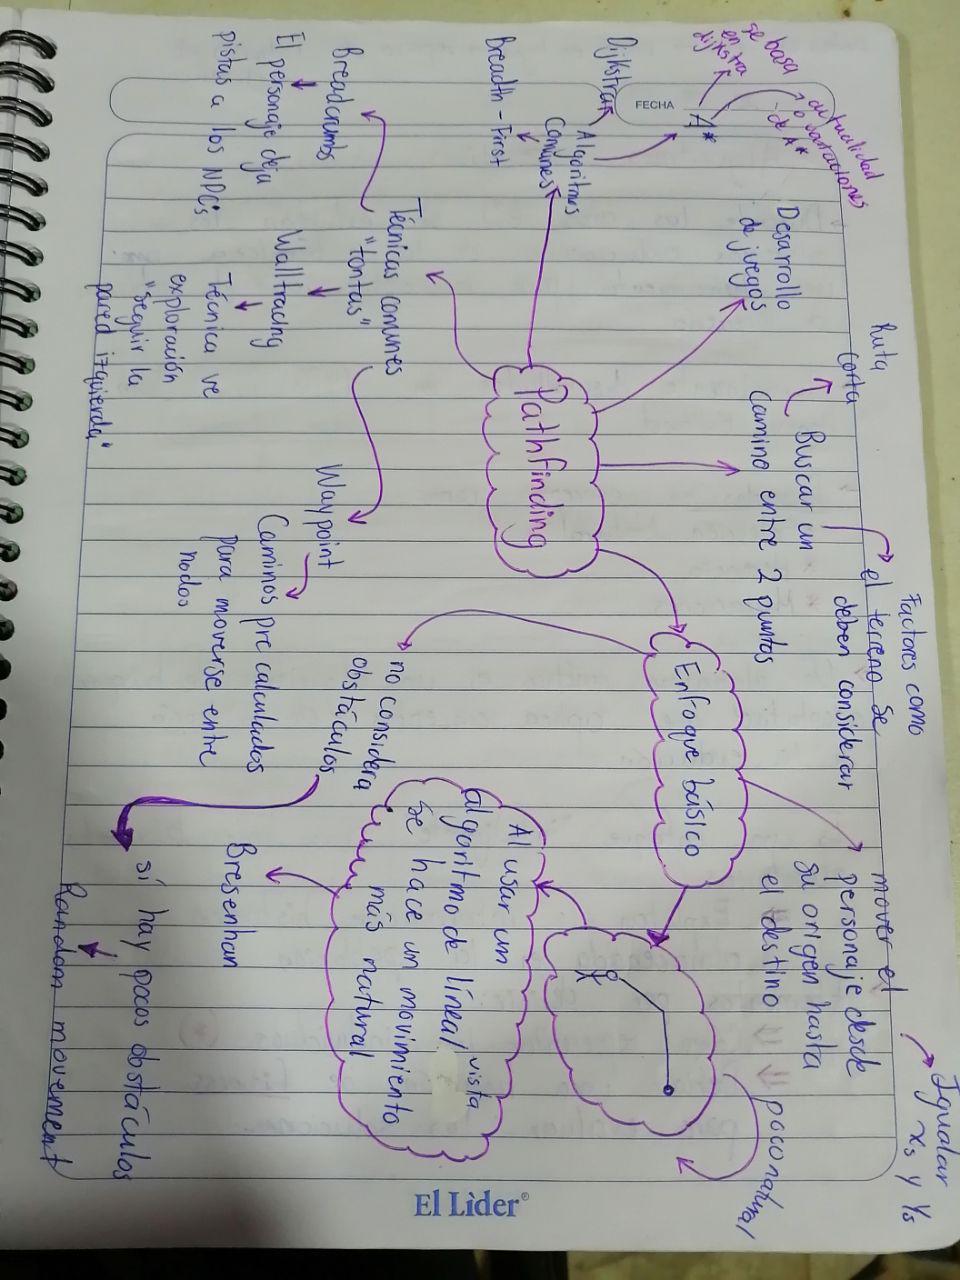 Pathfinding
Desarrollo
de juegos
Buscar un
camino entre 2 puntos
Ruta
corta
Factores como
el terreno se
deben considerar
Algoritmos
comunes
Breadth - First
Dijkstra
A*
se basa
en
dijkstra
actualidad
o variaciones
de A*
FECHA
Técnicas comunes
"tontas"
Breadcrumbs
El personaje deja
pistas a los NPC's
Walltracing
Técnica de
exploración
"seguir la
pared izquierda"
Waypoint
Caminos pre calculados
para moverse entre
nodos
Enfoque básico
mover el
personaje desde
su origen hasta
el destino
Igualar
Xs y Ys
poco natural
Al usar un
algoritmo de línea
vista
se hace un movimiento
más natural
Bresenhan
no considera
obstáculos
sí hay pocos obstáculos
Random movement
El Lìder®